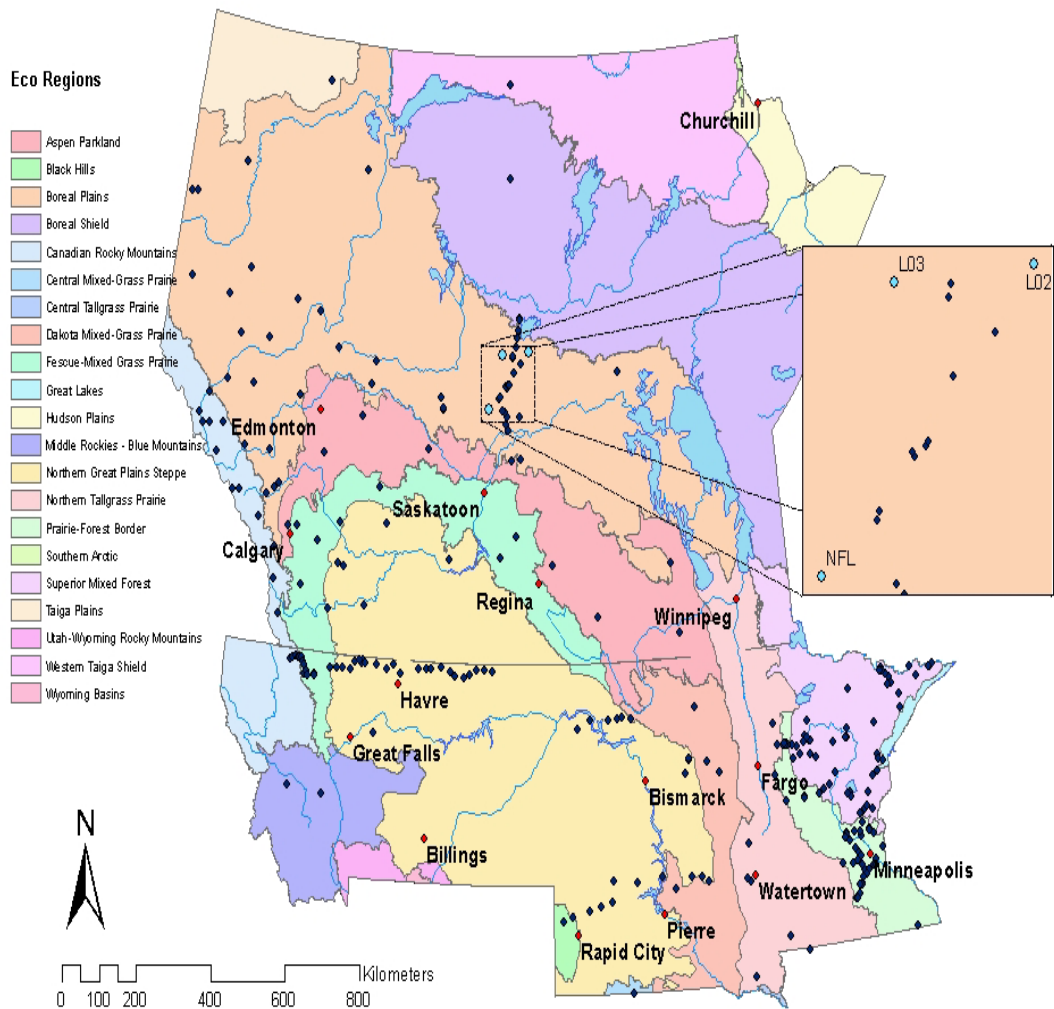 Eco Regions
Aspen Parkland
Black Hills
Boreal Plains
Boreal Shield
Canadian Rocky Mountains
Central Mixed-Grass Prairie
Central Tallgrass Prairie
Dakota Mixed-Grass Prairie
Fescue-Mixed Grass Prairie
Great Lakes
Hudson Plains
Middle Rockies - Blue Mountains
Northern Great Plains Steppe
Northern Tallgrass Prairie
Prairie-Forest Border
Southern Arctic
Superior Mixed Forest
Taiga Plains
Utah-Wyoming Rocky Mountains
Western Taiga Shield
Wyoming Basins
Churchill
L03
L02
NFL
Edmonton
Saskatoon
Calgary
Regina
Winnipeg
Havre
Great Falls
Fargo
Bismarck
Billings
Minneapolis
Watertown
Pierre
Rapid City
N
Kilometers
0 100 200 400 600 800